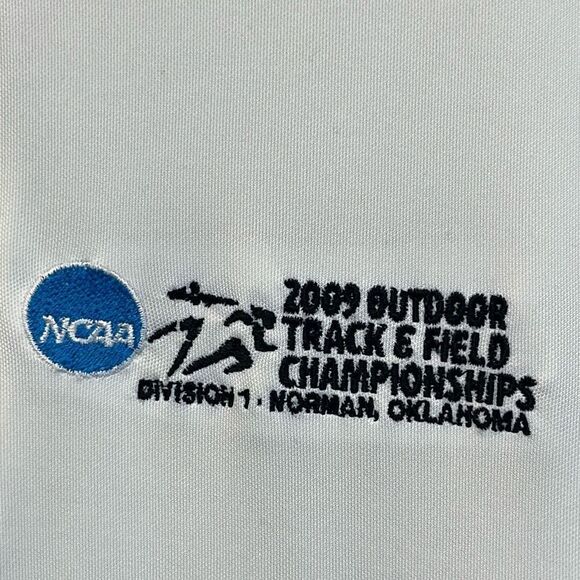 NCAA
2009 OUTDOOR
TRACK & FIELD
CHAMPIONSHIPS
DIVISION 1 · NORMAN, OKLAHOMA